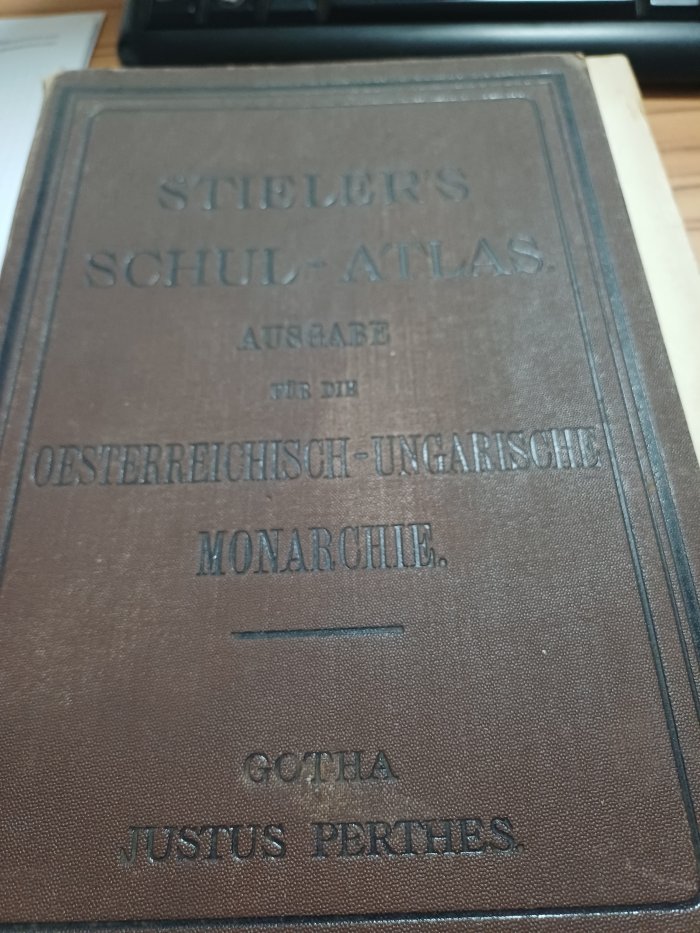 STIELER'S
SCHUL-ATLAS.
AUSGABE
FÜR DIE
OESTERREICHISCH-UNGARISCHE
MONARCHIE.
GOTHA
JUSTUS PERTHES.